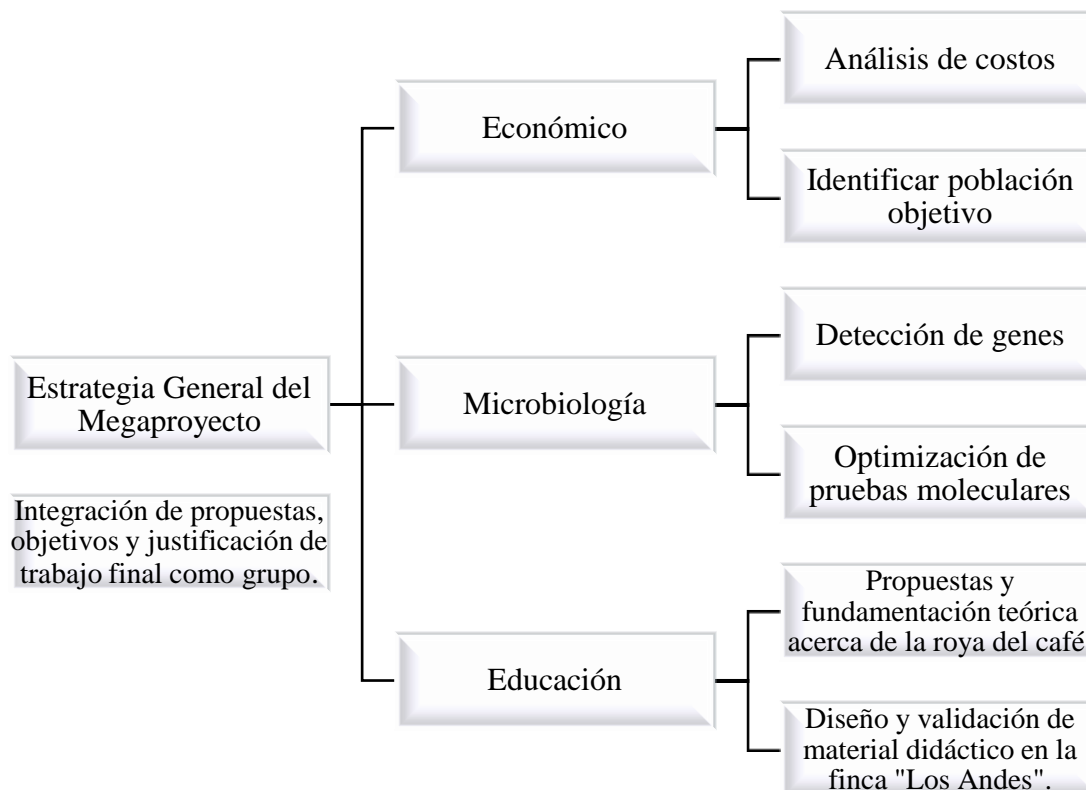 Estrategia General del
Megaproyecto
Integración de propuestas,
objetivos y justificación de
trabajo final como grupo.
Económico
Análisis de costos
Identificar población
objetivo
Microbiología
Detección de genes
Optimización de
pruebas moleculares
Educación
Propuestas y
fundamentación teórica
acerca de la roya del café
Diseño y validación de
material didáctico en la
finca "Los Andes".